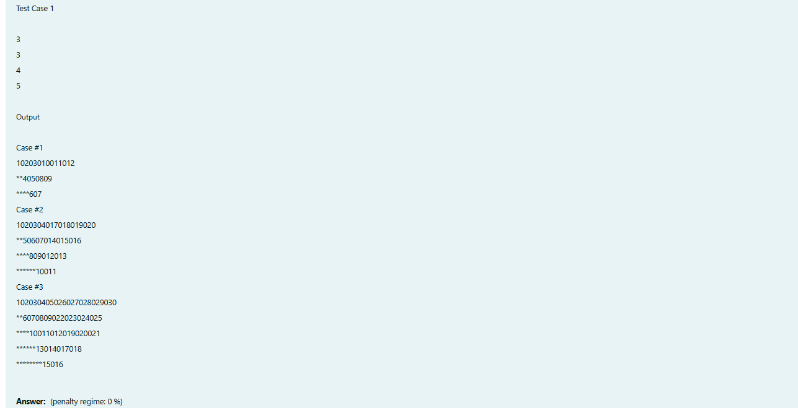 Test Case 1
3
3
4
5
Output
Case #1
10203010011012
**4050809
****607
Case #2
1020304017018019020
**50607014015016
****809012013
******10011
Case #3
102030405026027028029030
**6070809022023024025
****10011012019020021
******13014017018
********15016
Answer: (penalty regime: 0 %)